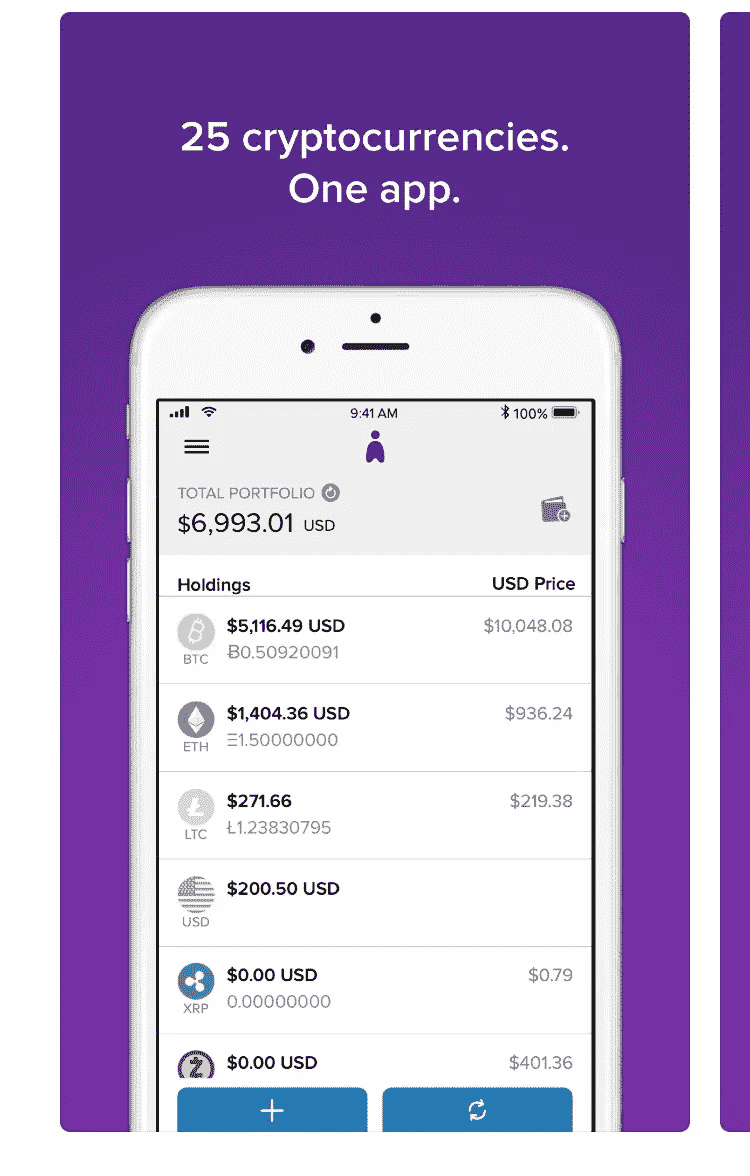 25 cryptocurrencies.
One app.
9:41 AM
100%
TOTAL PORTFOLIO
$6,993.01 USD
Holdings
USD Price
$5,116.49 USD
$10,048.08
BTC
Ƀ0.50920091
$1,404.36 USD
$936.24
ETH
Ξ1.50000000
$271.66
$219.38
LTC
Ł1.23830795
$200.50 USD
USD
$0.00 USD
$0.79
XRP
0.00000000
$0.00 USD
$401.36